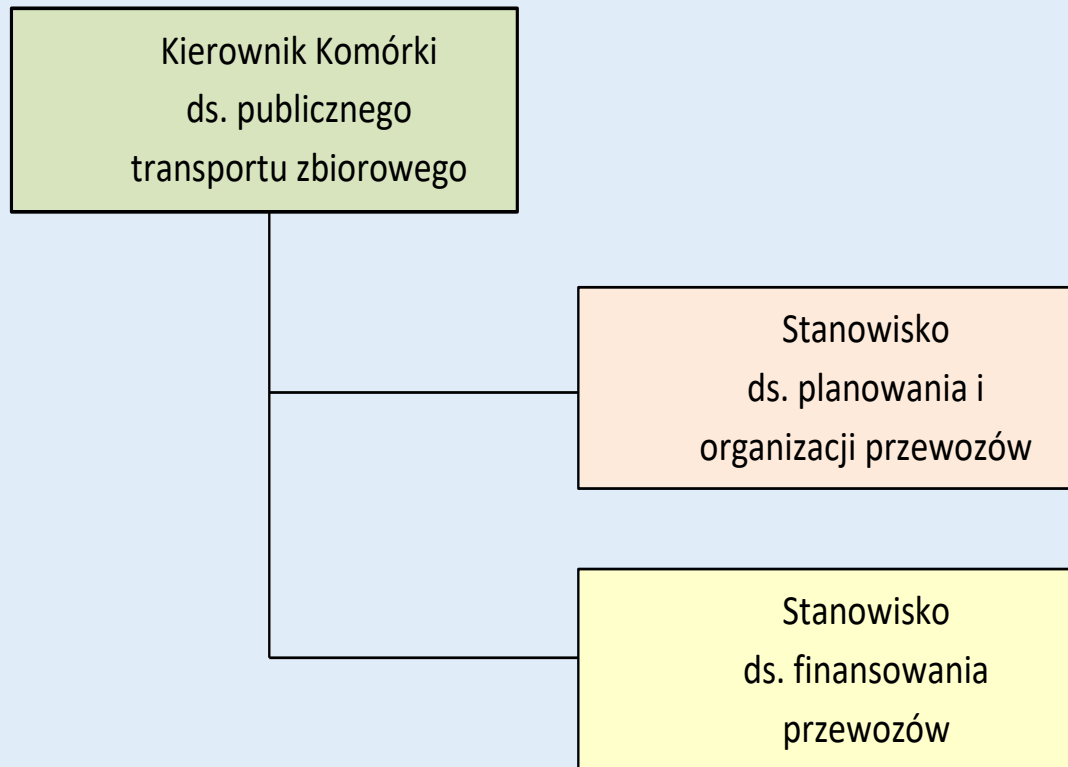 Kierownik Komórki
ds. publicznego
transportu zbiorowego
Stanowisko
ds. planowania i
organizacji przewozów
Stanowisko
ds. finansowania
przewozów